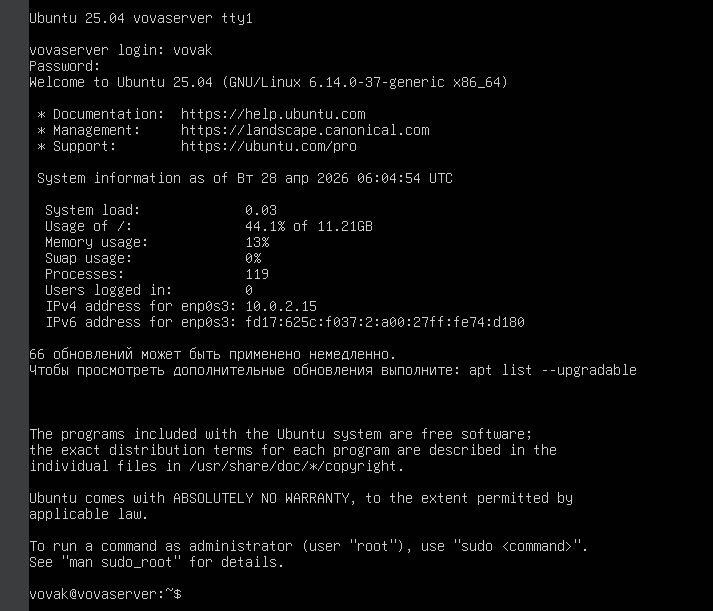 Ubuntu 25.04 vovaserver tty1
vovaserver login: vovak
Password:
Welcome to Ubuntu 25.04 (GNU/Linux 6.14.0-37-generic x86_64)
* Documentation:  https://help.ubuntu.com
* Management:     https://landscape.canonical.com
* Support:        https://ubuntu.com/pro
System information as of Вт 28 апр 2026 06:04:54 UTC
System load:             0.03
Usage of /:              44.1% of 11.21GB
Memory usage:            13%
Swap usage:              0%
Processes:               119
Users logged in:         0
IPv4 address for enp0s3: 10.0.2.15
IPv6 address for enp0s3: fd17:625c:f037:2:a00:27ff:fe74:d180
66 обновлений может быть применено немедленно.
Чтобы просмотреть дополнительные обновления выполните: apt list --upgradable
The programs included with the Ubuntu system are free software;
the exact distribution terms for each program are described in the
individual files in /usr/share/doc/*/copyright.
Ubuntu comes with ABSOLUTELY NO WARRANTY, to the extent permitted by
applicable law.
To run a command as administrator (user "root"), use "sudo <command>".
See "man sudo_root" for details.
vovak@vovaserver:~$